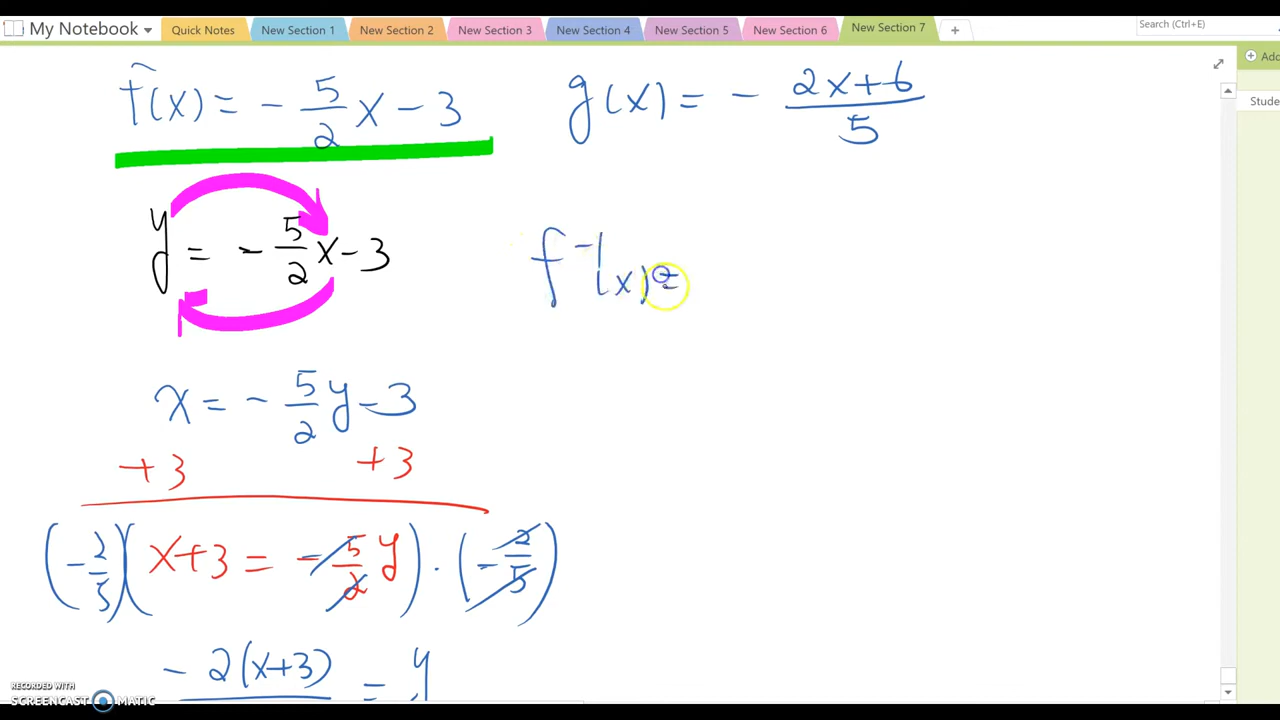 My Notebook
Quick Notes
New Section 1
New Section 2
New Section 3
New Section 4
New Section 5
New Section 6
New Section 7
+
Search (Ctrl+E)
Add
Stude
f(x) = - 5/2 x - 3
g(x) = - 2x+6/5
y = - 5/2 x - 3
f⁻¹(x) =
x = - 5/2 y - 3
+3 +3
(-2/5)(x+3 = - 5/2 y) · (-2/5)
- 2(x+3) = y
RECORDED WITH
SCREENCAST MATIC